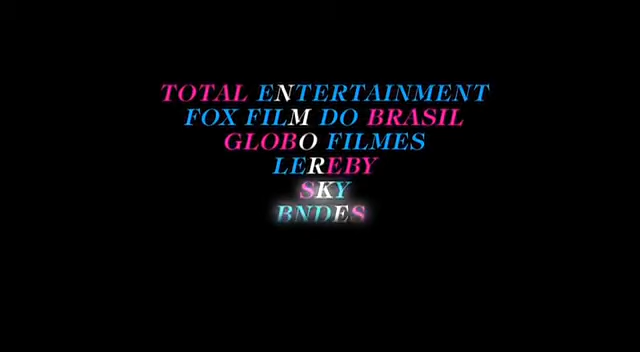 TOTAL ENTERTAINMENT
FOX FILM DO BRASIL
GLOBO FILMES
LEREBY
SKY
BNDES